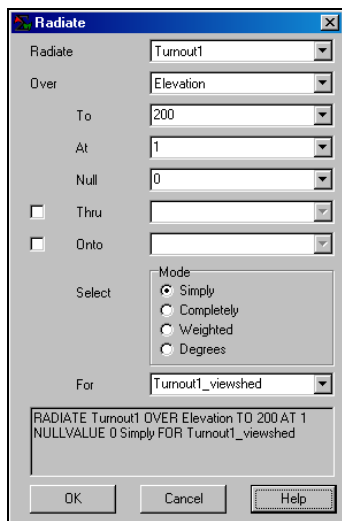 Radiate
Radiate Turnout1
Over Elevation
To 200
At 1
Null 0
Thru
Onto
Mode
Select
Simply
Completely
Weighted
Degrees
For Turnout1_viewshed
RADIATE Turnout1 OVER Elevation TO 200 AT 1
NULLVALUE 0 Simply FOR Turnout1_viewshed
OK Cancel Help